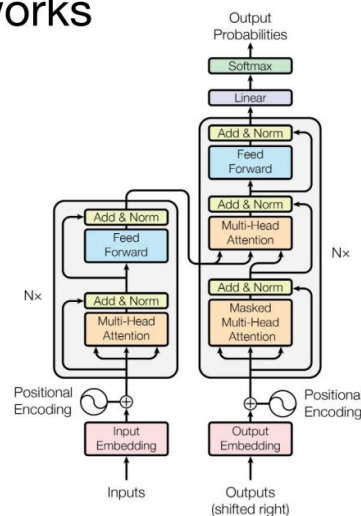 works
Output
Probabilities
Softmax
Linear
Add & Norm
Feed
Forward
Add & Norm
Multi-Head
Attention
Add & Norm
Masked
Multi-Head
Attention
Nx
Add & Norm
Feed
Forward
Add & Norm
Multi-Head
Attention
Nx
Positional
Encoding
Positional
Encoding
Input
Embedding
Output
Embedding
Inputs
Outputs
(shifted right)